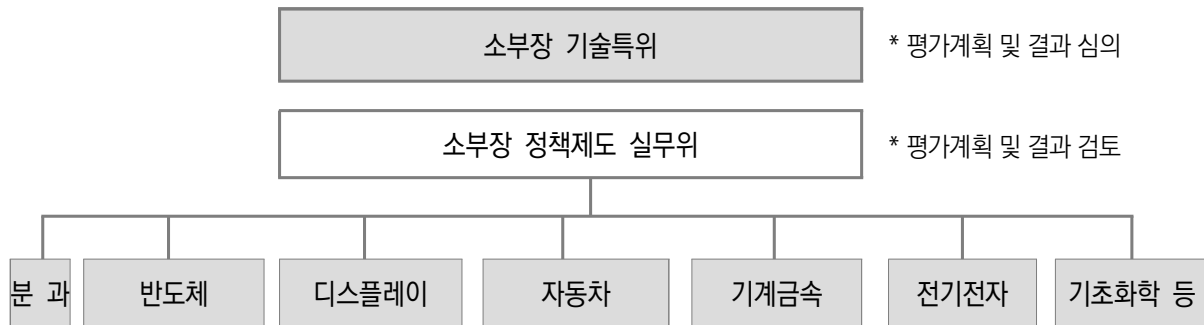 소부장 기술특위 * 평가계획 및 결과 심의
소부장 정책제도 실무위 * 평가계획 및 결과 검토
분 과 반도체 디스플레이 자동차 기계금속 전기전자 기초화학 등